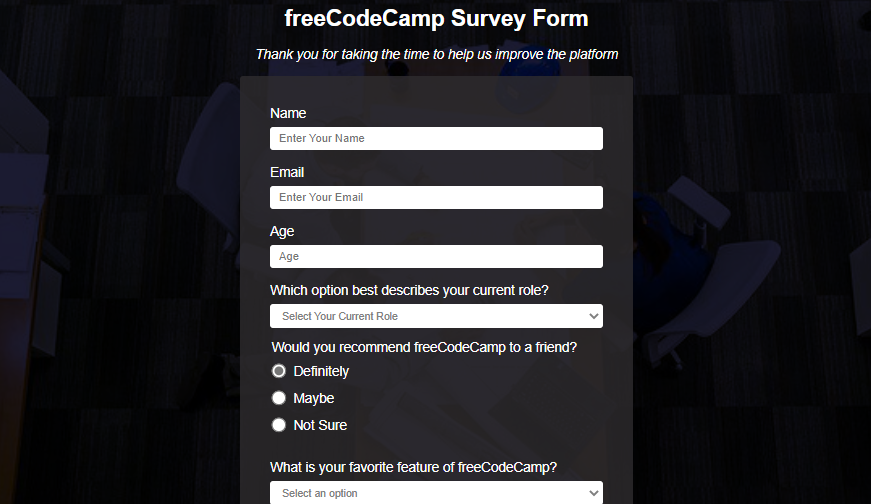 freeCodeCamp Survey Form
Thank you for taking the time to help us improve the platform
Name
Enter Your Name
Email
Enter Your Email
Age
Age
Which option best describes your current role?
Select Your Current Role
Would you recommend freeCodeCamp to a friend?
Definitely
Maybe
Not Sure
What is your favorite feature of freeCodeCamp?
Select an option